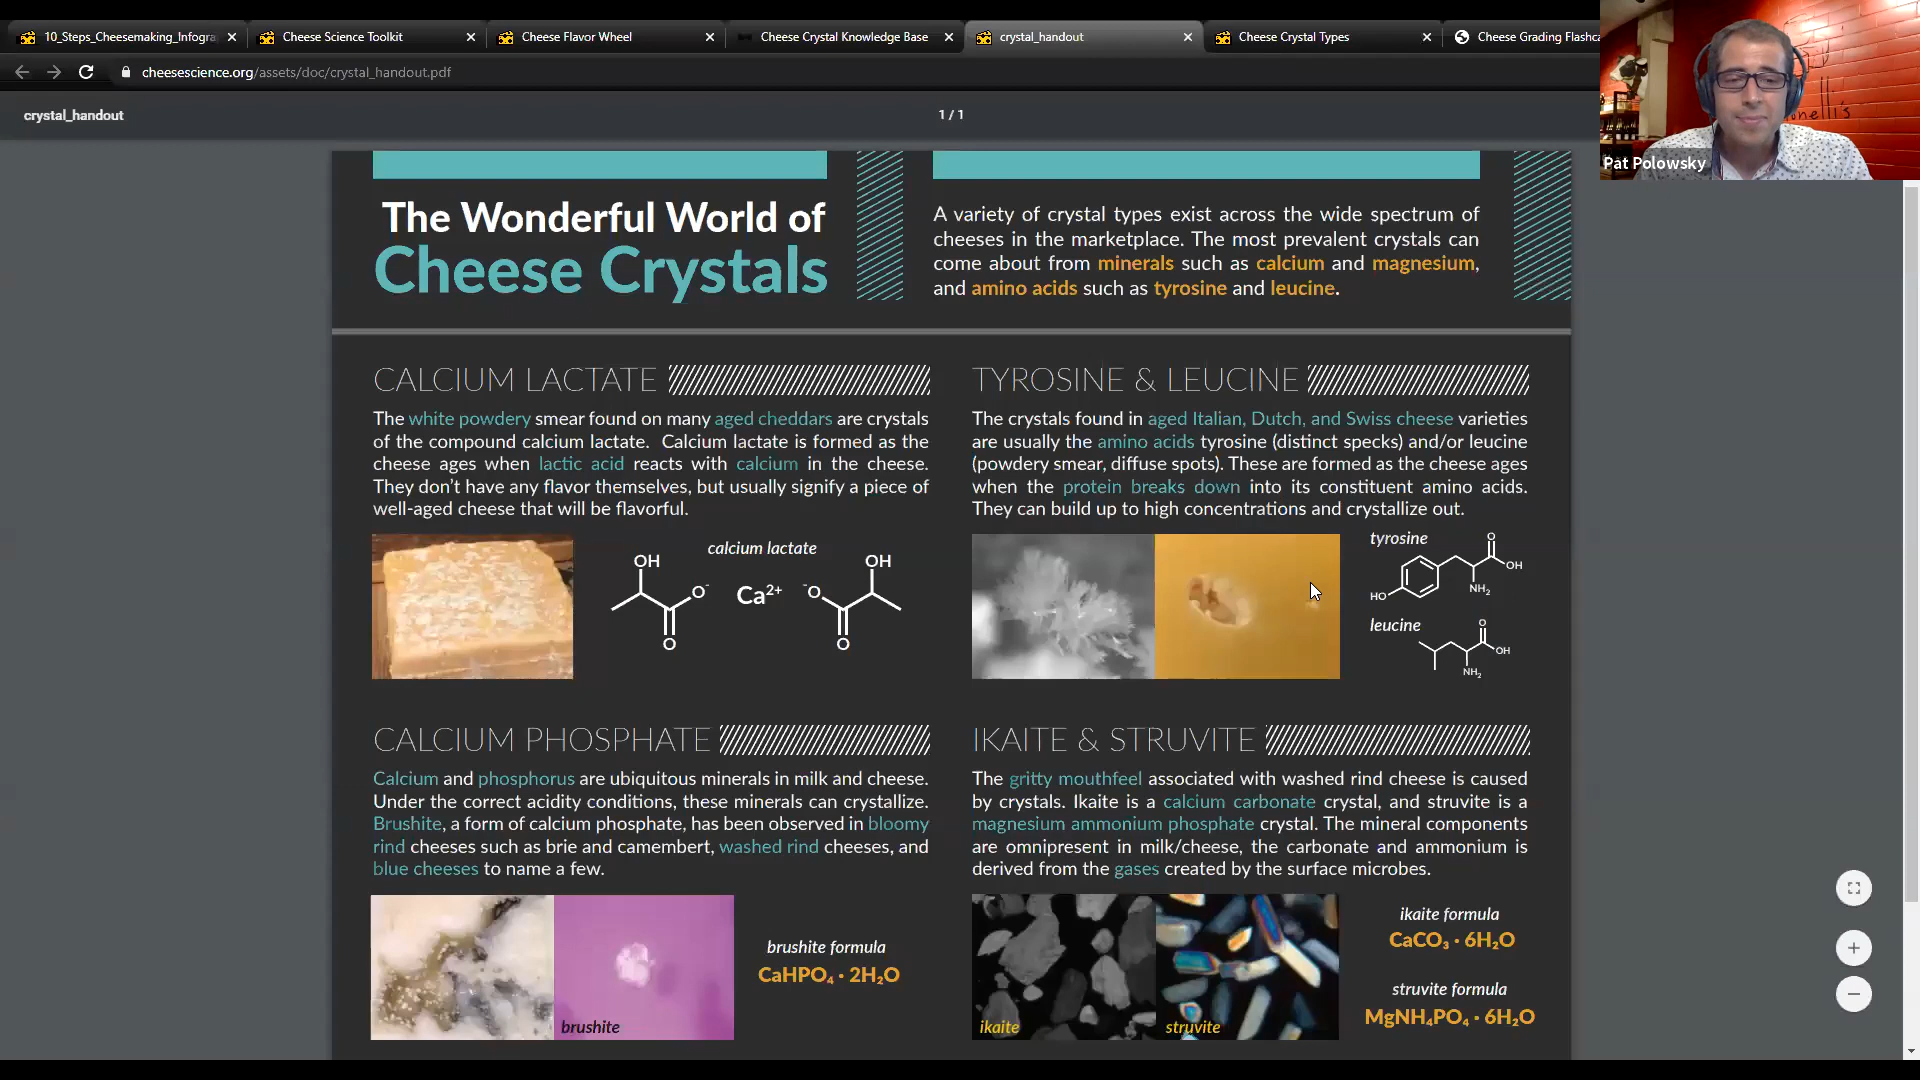 10_Steps_Cheesemaking_Infogra
Cheese Science Toolkit
Cheese Flavor Wheel
Cheese Crystal Knowledge Base
crystal_handout
Cheese Crystal Types
Cheese Grading Flashca
cheesescience.org/assets/doc/crystal_handout.pdf
crystal_handout
1 / 1
nelli's
Pat Polowsky
The Wonderful World of
Cheese Crystals
A variety of crystal types exist across the wide spectrum of
cheeses in the marketplace. The most prevalent crystals can
come about from minerals such as calcium and magnesium,
and amino acids such as tyrosine and leucine.
CALCIUM LACTATE
The white powdery smear found on many aged cheddars are crystals
of the compound calcium lactate. Calcium lactate is formed as the
cheese ages when lactic acid reacts with calcium in the cheese.
They don't have any flavor themselves, but usually signify a piece of
well-aged cheese that will be flavorful.
calcium lactate
OH
OH
O⁻
Ca²⁺
⁻O
O
O
TYROSINE & LEUCINE
The crystals found in aged Italian, Dutch, and Swiss cheese varieties
are usually the amino acids tyrosine (distinct specks) and/or leucine
(powdery smear, diffuse spots). These are formed as the cheese ages
when the protein breaks down into its constituent amino acids.
They can build up to high concentrations and crystallize out.
tyrosine
O
OH
HO
NH₂
leucine
O
OH
NH₂
CALCIUM PHOSPHATE
Calcium and phosphorus are ubiquitous minerals in milk and cheese.
Under the correct acidity conditions, these minerals can crystallize.
Brushite, a form of calcium phosphate, has been observed in bloomy
rind cheeses such as brie and camembert, washed rind cheeses, and
blue cheeses to name a few.
brushite
brushite formula
CaHPO₄ · 2H₂O
IKAITE & STRUVITE
The gritty mouthfeel associated with washed rind cheese is caused
by crystals. Ikaite is a calcium carbonate crystal, and struvite is a
magnesium ammonium phosphate crystal. The mineral components
are omnipresent in milk/cheese, the carbonate and ammonium is
derived from the gases created by the surface microbes.
ikaite
struvite
ikaite formula
CaCO₃ · 6H₂O
struvite formula
MgNH₄PO₄ · 6H₂O